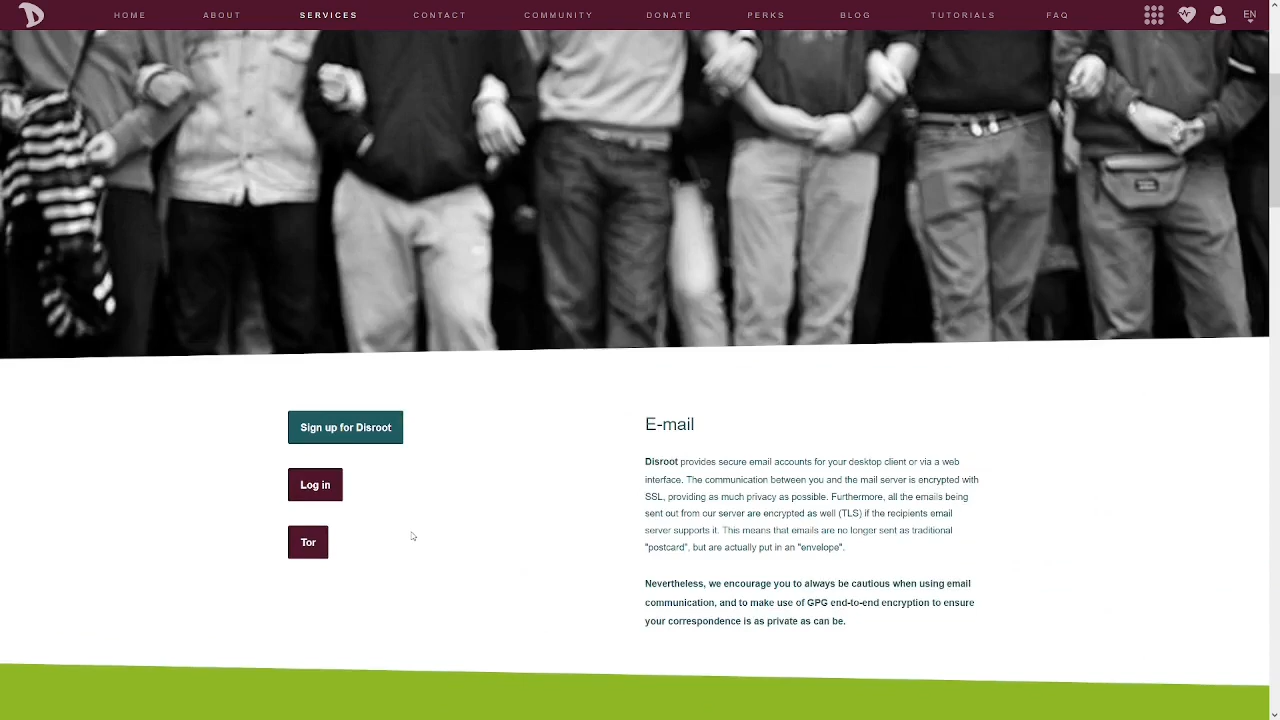 HOME ABOUT SERVICES CONTACT COMMUNITY DONATE PERKS BLOG TUTORIALS FAQ EN
Sign up for Disroot
Log in
Tor
E-mail
Disroot provides secure email accounts for your desktop client or via a web
interface. The communication between you and the mail server is encrypted with
SSL, providing as much privacy as possible. Furthermore, all the emails being
sent out from our server are encrypted as well (TLS) if the recipients email
server supports it. This means that emails are no longer sent as traditional
"postcard", but are actually put in an "envelope".
Nevertheless, we encourage you to always be cautious when using email
communication, and to make use of GPG end-to-end encryption to ensure
your correspondence is as private as can be.